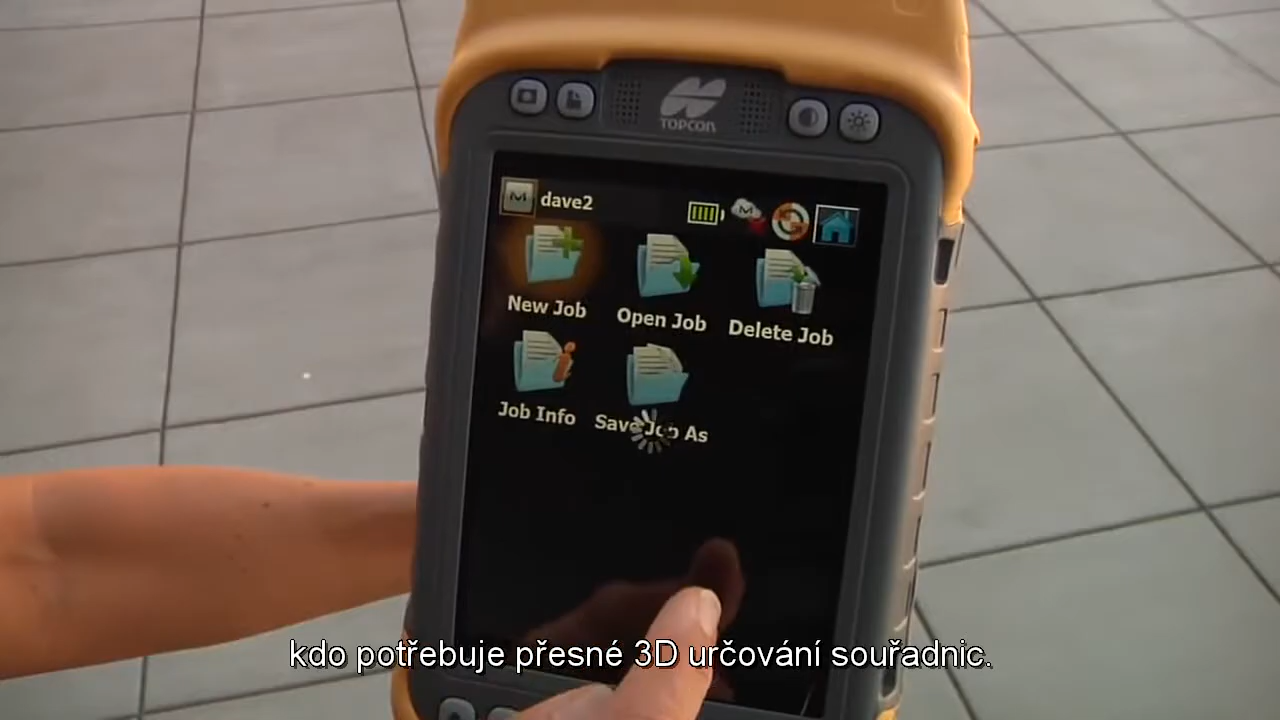 TOPCON
dave2
New Job
Open Job
Delete Job
Job Info
Save Job As
kdo potřebuje přesné 3D určování souřadnic.